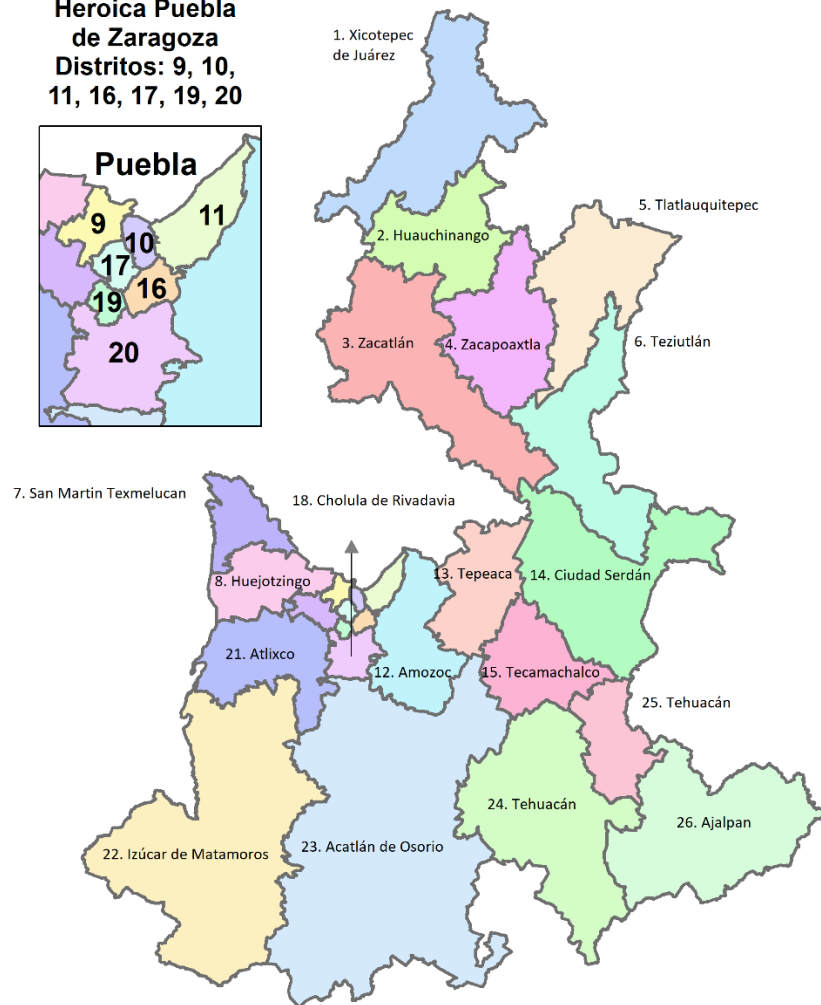 Heroica Puebla
de Zaragoza
Distritos: 9, 10,
11, 16, 17, 19, 20
Puebla
9
10
11
17
16
19
20
1. Xicotepec
de Juárez
2. Huauchinango
5. Tlatlauquitepec
3. Zacatlán
4. Zacapoaxtla
6. Teziutlán
7. San Martin Texmelucan
18. Cholula de Rivadavia
8. Huejotzingo
13. Tepeaca
14. Ciudad Serdán
21. Atlixco
12. Amozoc
15. Tecamachalco
25. Tehuacán
24. Tehuacán
26. Ajalpan
22. Izúcar de Matamoros
23. Acatlán de Osorio